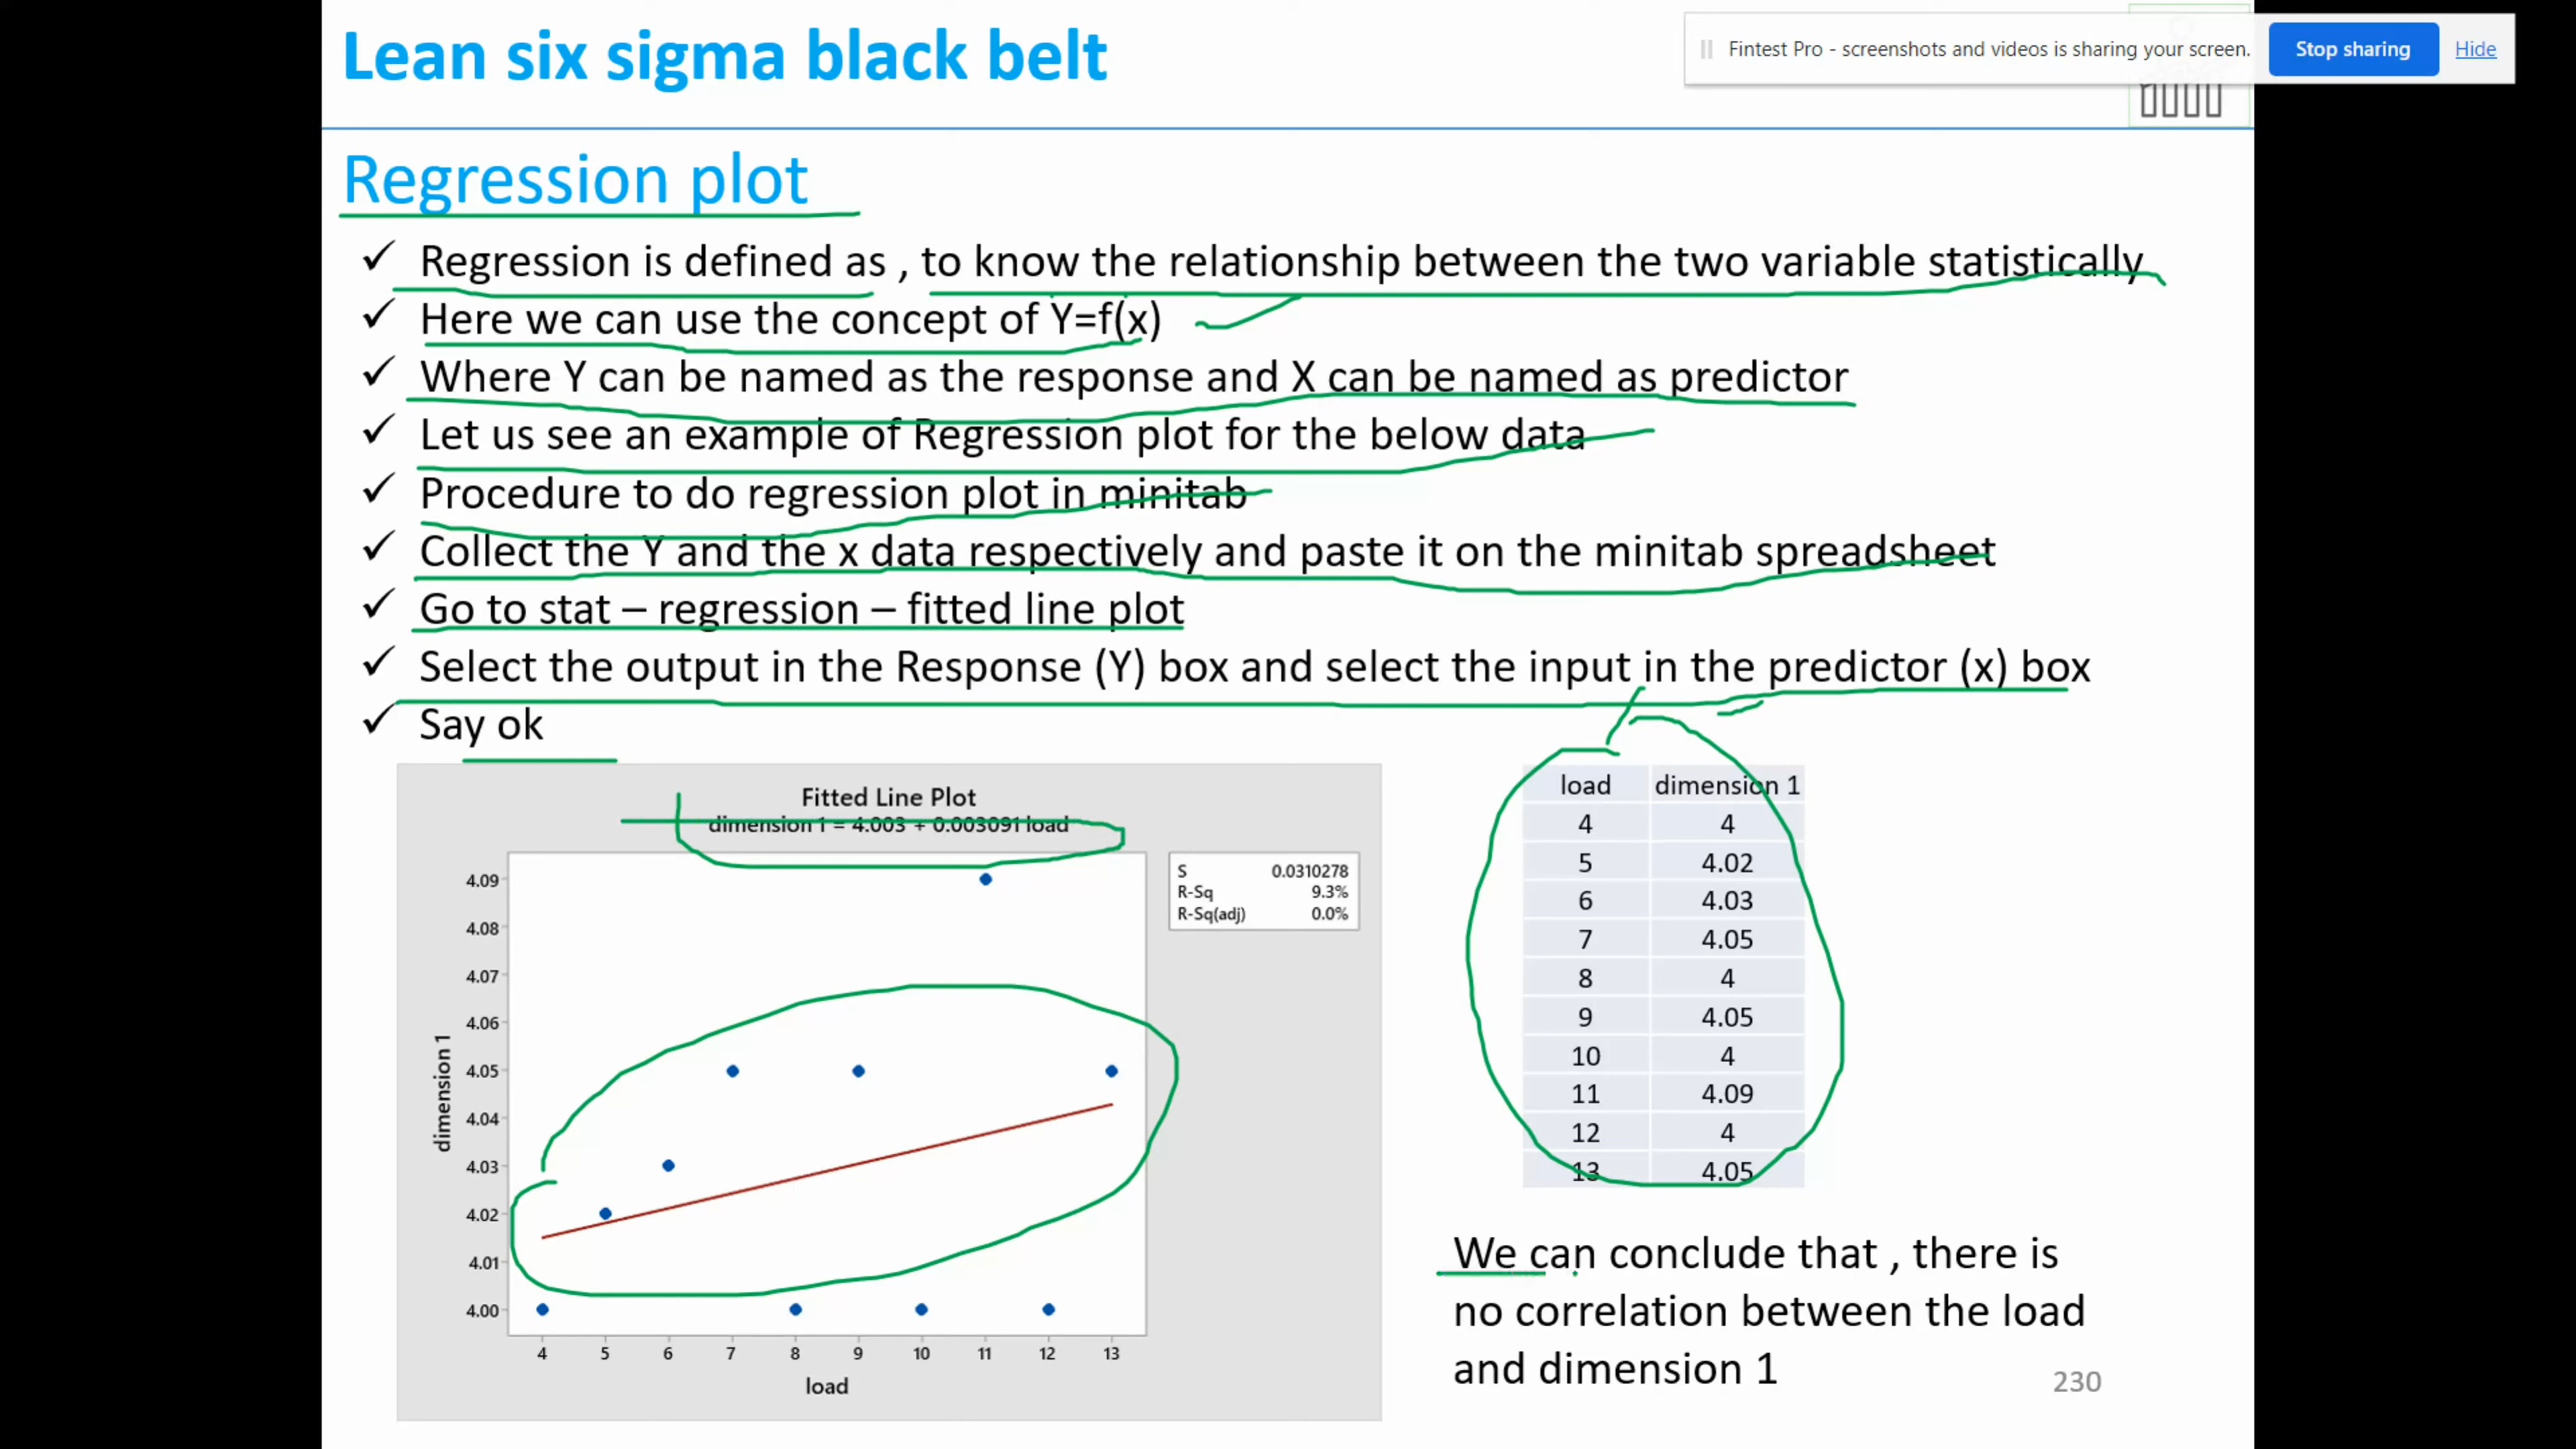 Lean six sigma black belt
Fintest Pro - screenshots and videos is sharing your screen.
Stop sharing
Hide
Regression plot
✓ Regression is defined as , to know the relationship between the two variable statistically
✓ Here we can use the concept of Y=f(x)
✓ Where Y can be named as the response and X can be named as predictor
✓ Let us see an example of Regression plot for the below data
✓ Procedure to do regression plot in minitab
✓ Collect the Y and the x data respectively and paste it on the minitab spreadsheet
✓ Go to stat – regression – fitted line plot
✓ Select the output in the Response (Y) box and select the input in the predictor (x) box
✓ Say ok
Fitted Line Plot
dimension 1 = 4.003 + 0.003091 load
S 0.0310278
R-Sq 9.3%
R-Sq(adj) 0.0%
4.09
4.08
4.07
4.06
4.05
4.04
4.03
4.02
4.01
4.00
dimension 1
4 5 6 7 8 9 10 11 12 13
load
load dimension 1
4 4
5 4.02
6 4.03
7 4.05
8 4
9 4.05
10 4
11 4.09
12 4
13 4.05
We can conclude that , there is
no correlation between the load
and dimension 1
230